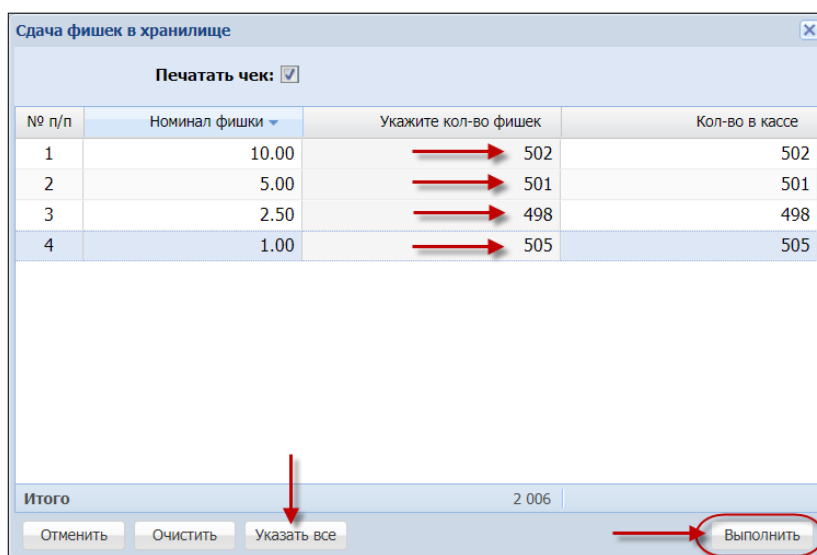 Сдача фишек в хранилище
Печатать чек:
№ п/п Номинал фишки Укажите кол-во фишек Кол-во в кассе
1 10.00 502 502
2 5.00 501 501
3 2.50 498 498
4 1.00 505 505
Итого 2 006
Отменить Очистить Указать все Выполнить